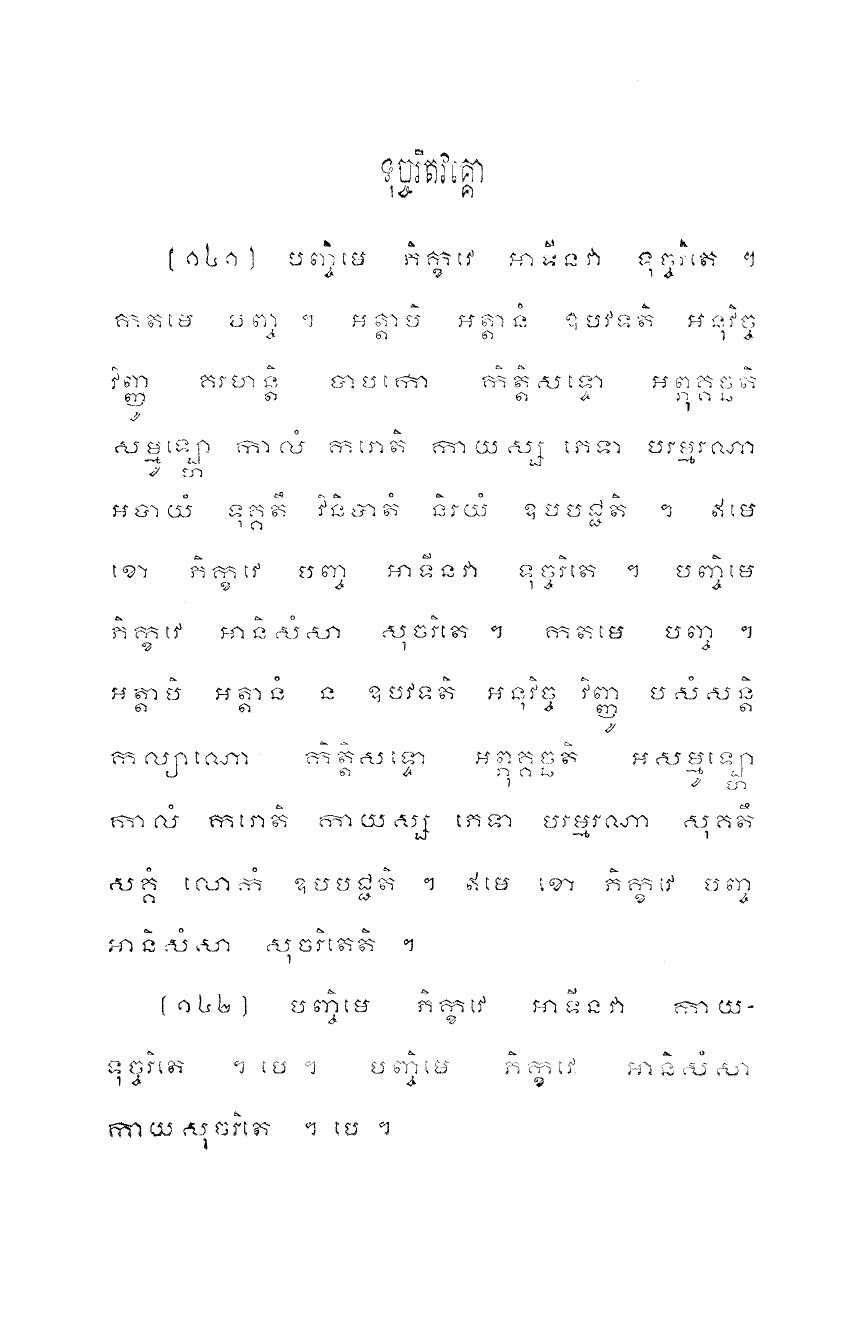 ទុច្ចរិតវគ្គោ
(១៤១) បញ្ចិមេ ភិក្ខវេ អាទីនវា ទុច្ចរិតេ ។
កតមេ បញ្ច ។ អត្តាបិ អត្តានំ ឧបវទតិ អនុវិច្ច
វិញ្ញូ គរហន្តិ បាបកោ កិត្តិសទ្ទោ អព្ភុគ្គច្ឆតិ
សម្មូឡ្ហោ កាលំ ករោតិ កាយស្ស ភេទា បរម្មរណា
អបាយំ ទុគ្គតឹ វិនិបាតំ និរយំ ឧបបជ្ជតិ ។ ឥមេ
ខោ ភិក្ខវេ បញ្ច អាទីនវា ទុច្ចរិតេ ។ បញ្ចិមេ
ភិក្ខវេ អានិសំសា សុចរិតេ ។ កតមេ បញ្ច ។
អត្តាបិ អត្តានំ ន ឧបវទតិ អនុវិច្ច វិញ្ញូ បសំសន្តិ
កល្យាណោ កិត្តិសទ្ទោ អព្ភុគ្គច្ឆតិ អសម្មូឡ្ហោ
កាលំ ករោតិ កាយស្ស ភេទា បរម្មរណា សុគតឹ
សគ្គំ លោកំ ឧបបជ្ជតិ ។ ឥមេ ខោ ភិក្ខវេ បញ្ច
អានិសំសា សុចរិតេតិ ។
(១៤២) បញ្ចិមេ ភិក្ខវេ អាទីនវា កាយ-
ទុច្ចរិតេ ។ បេ ។ បញ្ចិមេ ភិក្ខវេ អានិសំសា
កាយសុចរិតេ ។ បេ ។